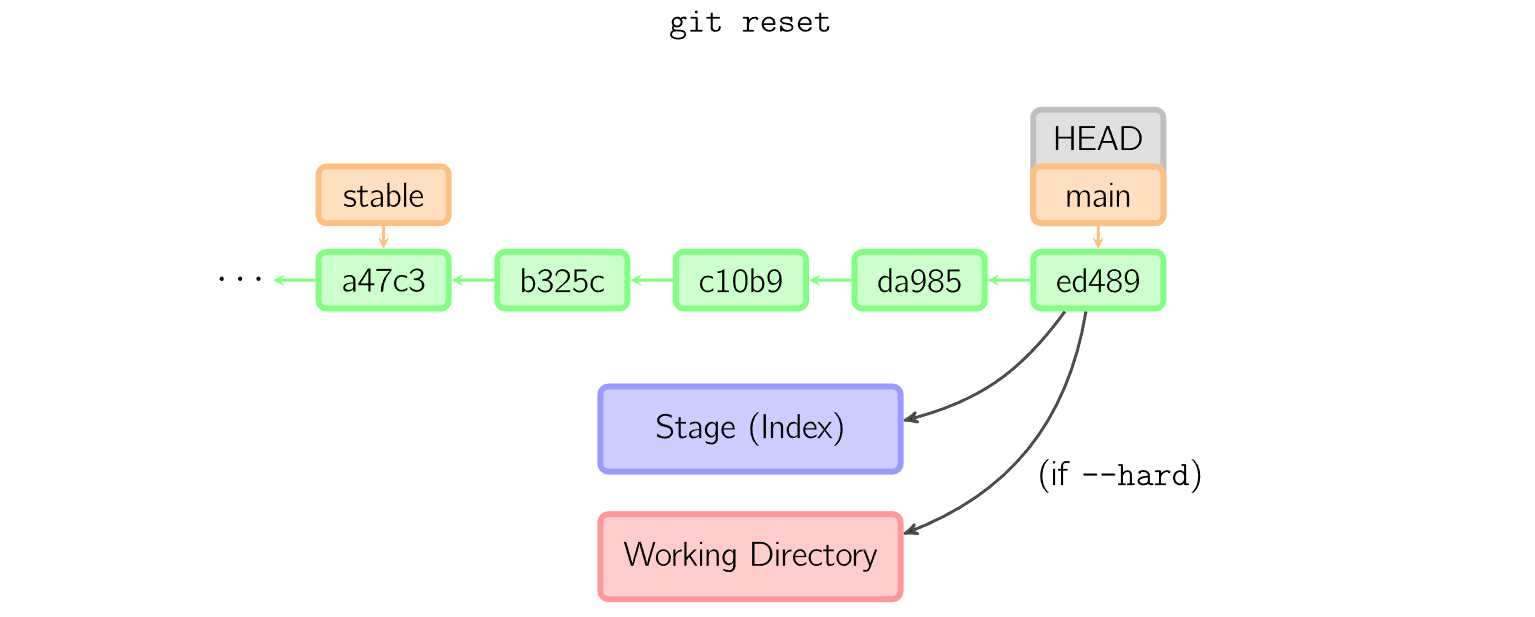 git reset
HEAD
stable
main
... a47c3 b325c c10b9 da985 ed489
Stage (Index)
(if --hard)
Working Directory